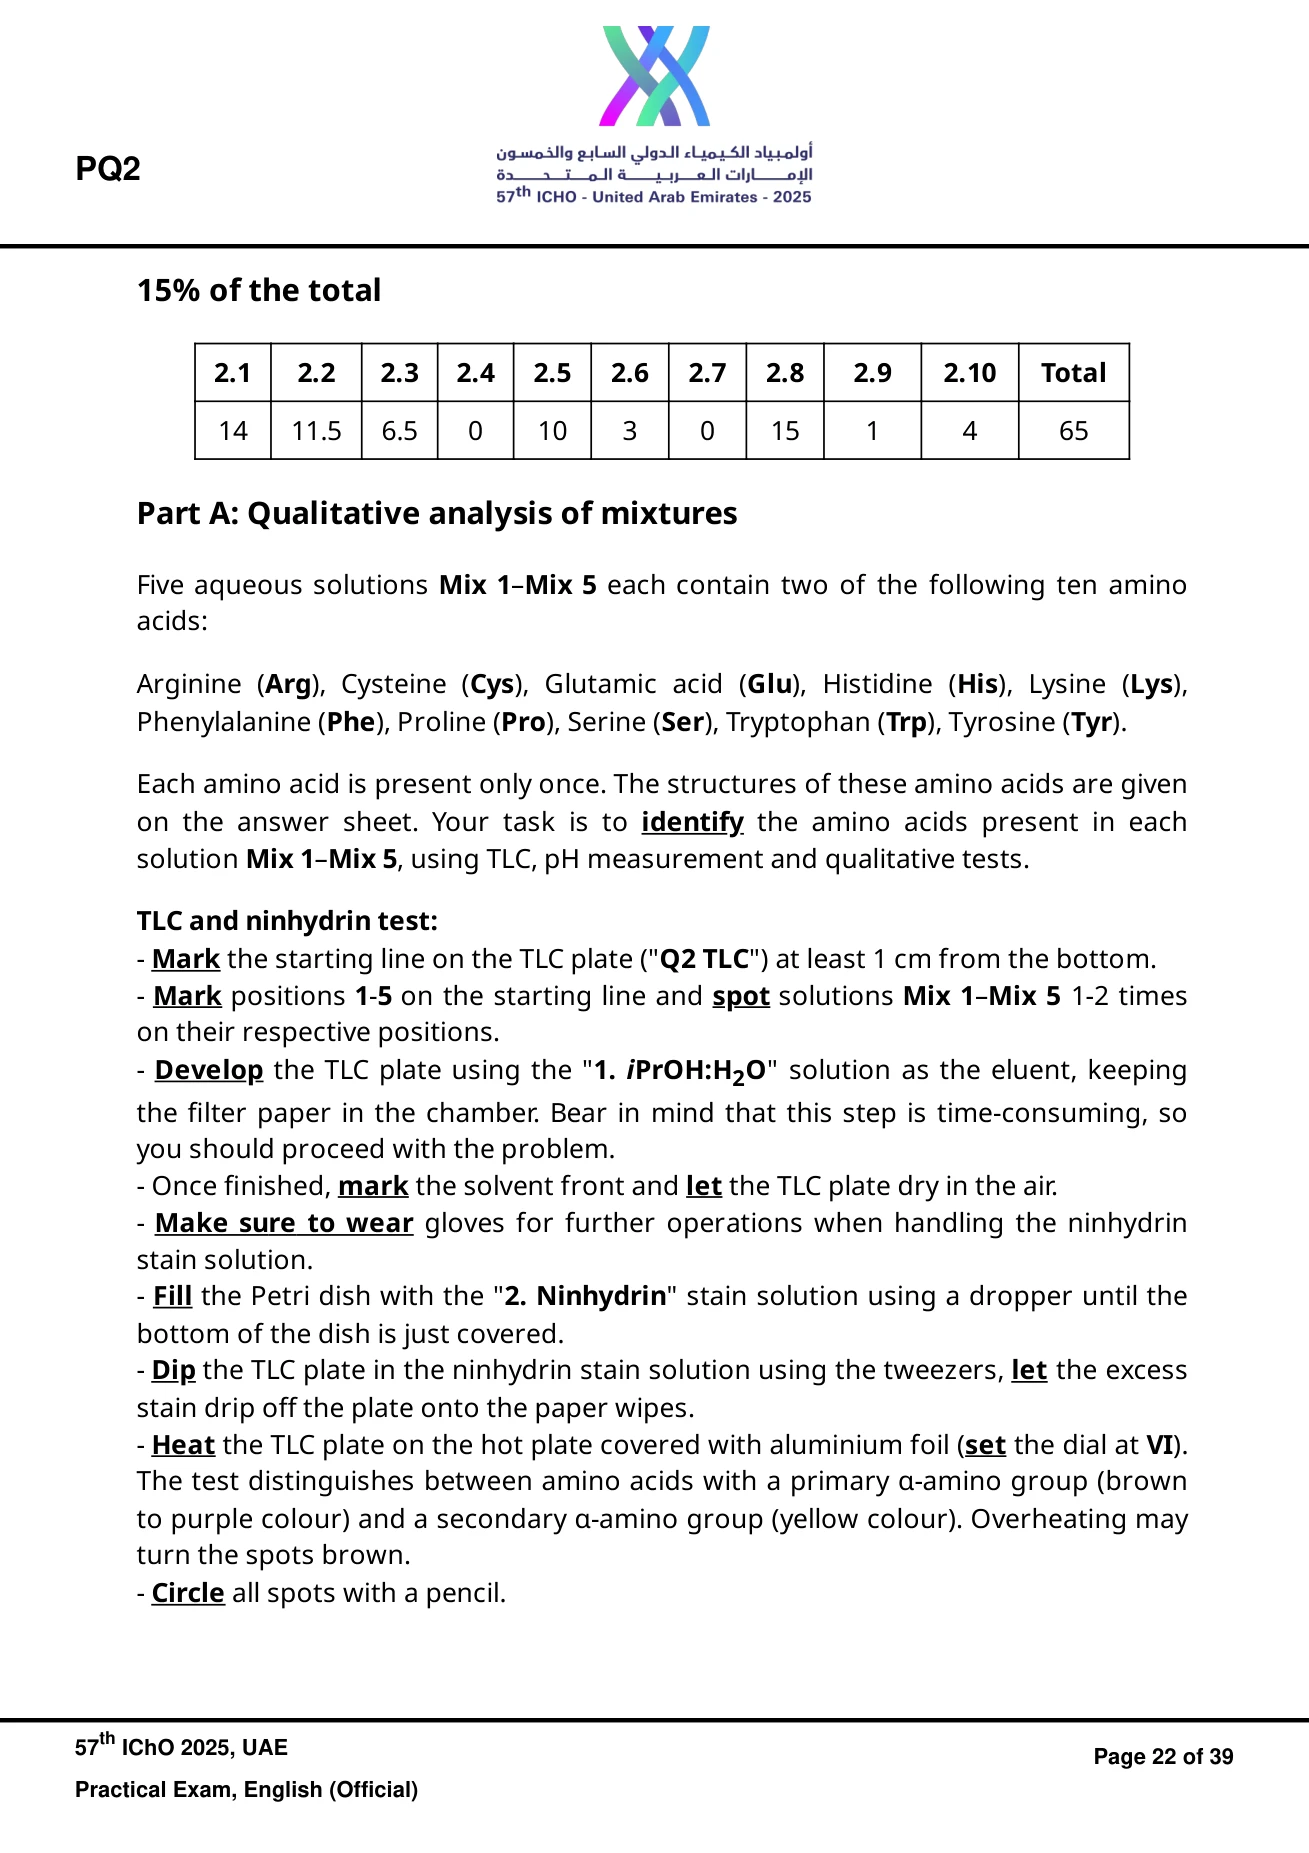 PQ2
أولمبياد الكيميـاء الدولي السابع والخمسون
الإمـــــارات الـعـــربـيـــــة الـمـــتـــحـــــدة
57th ICHO - United Arab Emirates - 2025
15% of the total
2.1 2.2 2.3 2.4 2.5 2.6 2.7 2.8 2.9 2.10 Total
14 11.5 6.5 0 10 3 0 15 1 4 65
Part A: Qualitative analysis of mixtures
Five aqueous solutions Mix 1–Mix 5 each contain two of the following ten amino
acids:
Arginine (Arg), Cysteine (Cys), Glutamic acid (Glu), Histidine (His), Lysine (Lys),
Phenylalanine (Phe), Proline (Pro), Serine (Ser), Tryptophan (Trp), Tyrosine (Tyr).
Each amino acid is present only once. The structures of these amino acids are given
on the answer sheet. Your task is to identify the amino acids present in each
solution Mix 1–Mix 5, using TLC, pH measurement and qualitative tests.
TLC and ninhydrin test:
- Mark the starting line on the TLC plate ("Q2 TLC") at least 1 cm from the bottom.
- Mark positions 1-5 on the starting line and spot solutions Mix 1–Mix 5 1-2 times
on their respective positions.
- Develop the TLC plate using the "1. iPrOH:H2O" solution as the eluent, keeping
the filter paper in the chamber. Bear in mind that this step is time-consuming, so
you should proceed with the problem.
- Once finished, mark the solvent front and let the TLC plate dry in the air.
- Make sure to wear gloves for further operations when handling the ninhydrin
stain solution.
- Fill the Petri dish with the "2. Ninhydrin" stain solution using a dropper until the
bottom of the dish is just covered.
- Dip the TLC plate in the ninhydrin stain solution using the tweezers, let the excess
stain drip off the plate onto the paper wipes.
- Heat the TLC plate on the hot plate covered with aluminium foil (set the dial at VI).
The test distinguishes between amino acids with a primary α-amino group (brown
to purple colour) and a secondary α-amino group (yellow colour). Overheating may
turn the spots brown.
- Circle all spots with a pencil.
57th IChO 2025, UAE
Practical Exam, English (Official)
Page 22 of 39